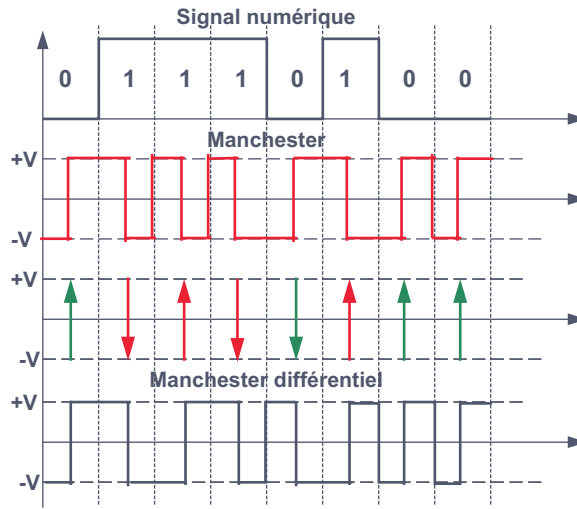 Signal numérique
0 1 1 1 0 1 0 0
Manchester
+V
-V
+V
-V
Manchester différentiel
+V
-V